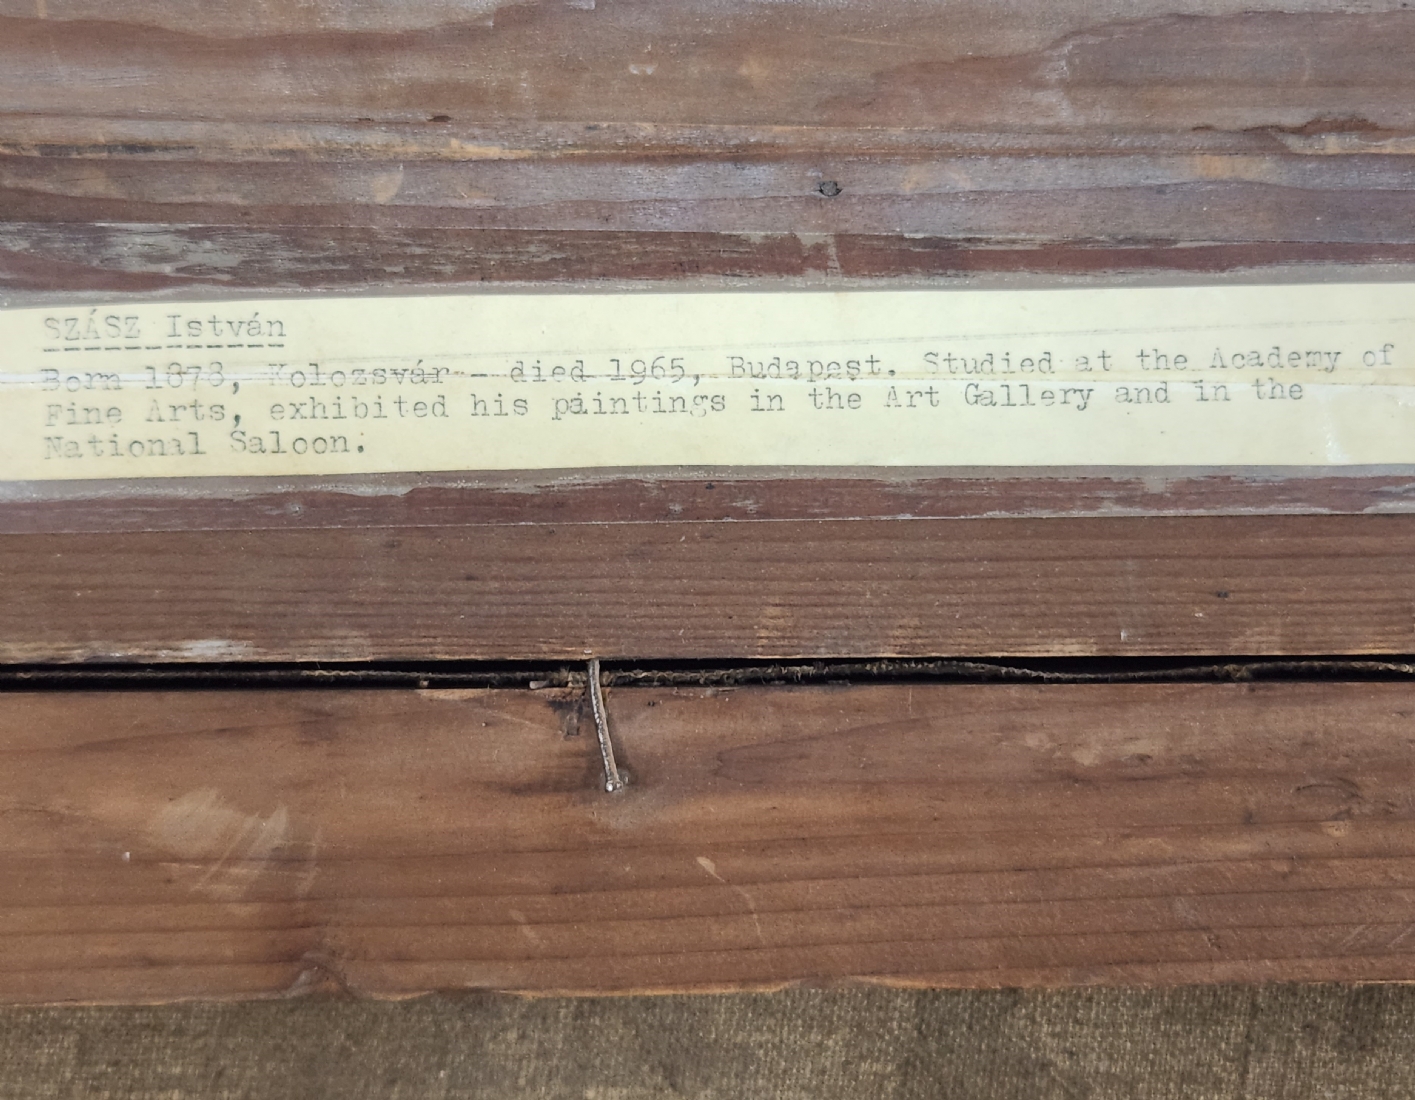 SZÁSZ István
Born 1878, Kolozsvár - died 1965, Budapest. Studied at the Academy of
Fine Arts, exhibited his paintings in the Art Gallery and in the
National Saloon.